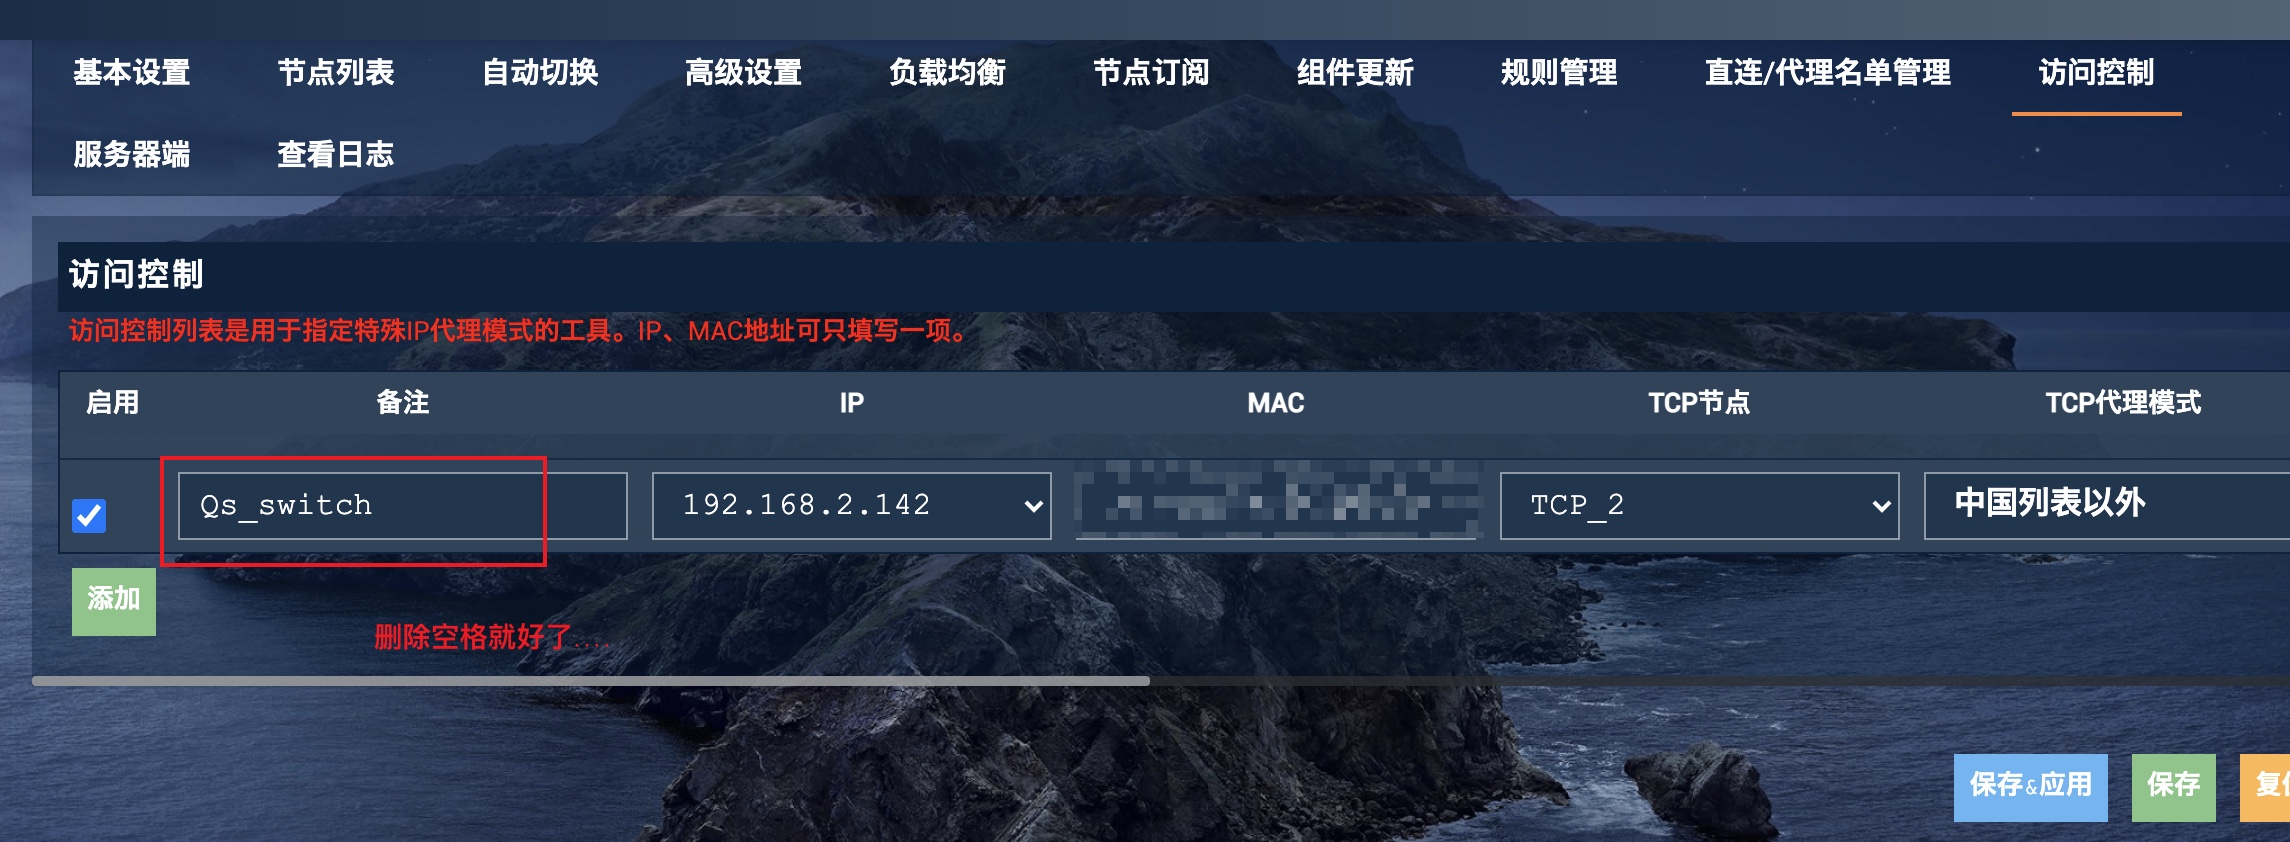 基本设置 节点列表 自动切换 高级设置 负载均衡 节点订阅 组件更新 规则管理 直连/代理名单管理 访问控制
服务器端 查看日志
访问控制
访问控制列表是用于指定特殊IP代理模式的工具。IP、MAC地址可只填写一项。
启用 备注 IP MAC TCP节点 TCP代理模式
Qs_switch 192.168.2.142 TCP_2 中国列表以外
添加
删除空格就好了....
保存&应用 保存 复